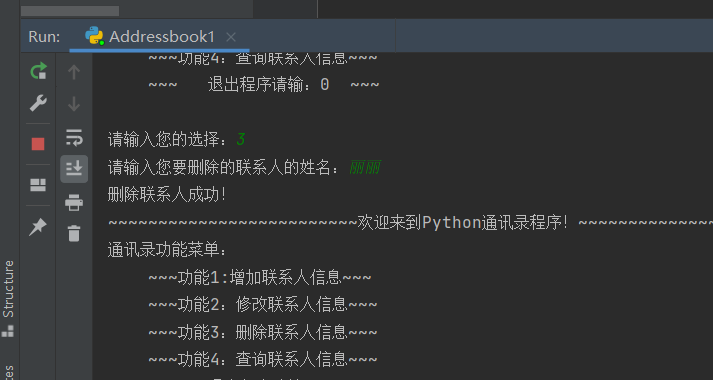 Run: Addressbook1
~~~功能4：查询联系人信息~~~
~~~ 退出程序请输：0 ~~~
请输入您的选择：3
请输入您要删除的联系人的姓名：丽丽
删除联系人成功！
~~~~~~~~~~~~~~~~~~~~~~~~~欢迎来到Python通讯录程序！~~~~~~~~~~~~~~
通讯录功能菜单：
~~~功能1:增加联系人信息~~~
~~~功能2：修改联系人信息~~~
~~~功能3：删除联系人信息~~~
~~~功能4：查询联系人信息~~~
Structure